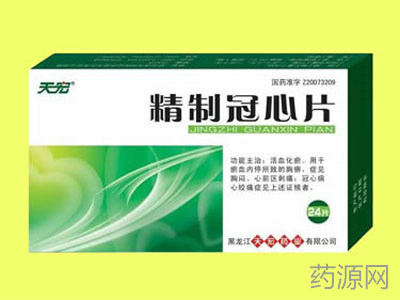 天宏
国药准字 Z20073209
精制冠心片
JINGZHI GUANXIN PIAN
功能主治：活血化瘀。用于
瘀血内停所致的胸痹，症见
胸闷、心前区刺痛；冠心病
心绞痛症见上述证候者。
24片
黑龙江天宏药业有限公司
药源网